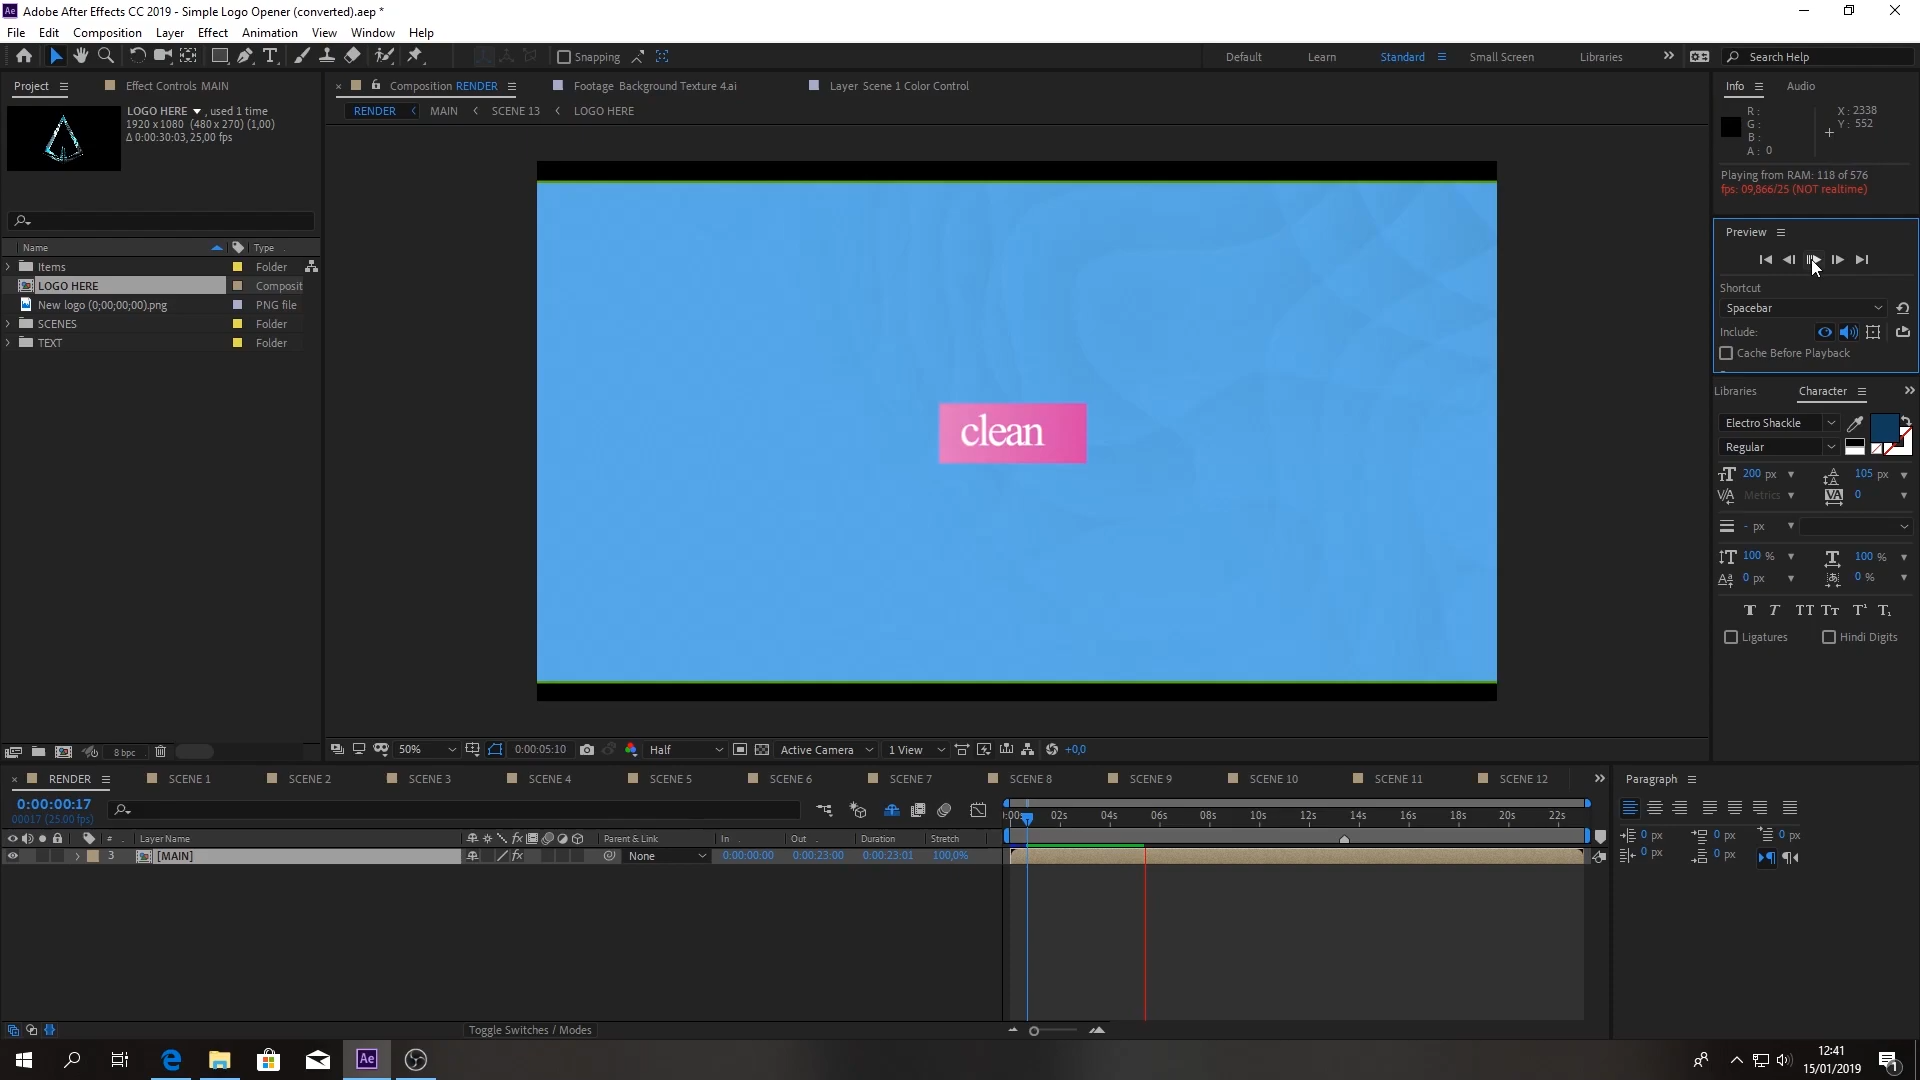 Adobe After Effects CC 2019 - Simple Logo Opener (converted).aep *
File Edit Composition Layer Effect Animation View Window Help
Snapping
Default Learn Standard Small Screen Libraries
Search Help
Project Effect Controls MAIN
LOGO HERE , used 1 time
1920 x 1080 (480 x 270) (1,00)
Δ 0:00:30:03, 25,00 fps
Name Type
Items Folder
LOGO HERE Composit
New logo (0;00;00;00).png PNG file
SCENES Folder
TEXT Folder
8 bpc
Composition RENDER Footage Background Texture 4.ai Layer Scene 1 Color Control
RENDER MAIN SCENE 13 LOGO HERE
clean
50% 0:00:05:10 Half Active Camera 1 View +0,0
Info Audio
R :
G :
B :
A : 0
X : 2338
Y : 552
Playing from RAM: 118 of 576
fps: 09,866/25 (NOT realtime)
Preview
Shortcut
Spacebar
Include:
Cache Before Playback
Libraries Character
Electro Shackle
Regular
200 px 105 px
Metrics 0
- px
100 % 100 %
0 px 0 %
Ligatures Hindi Digits
RENDER SCENE 1 SCENE 2 SCENE 3 SCENE 4 SCENE 5 SCENE 6 SCENE 7 SCENE 8 SCENE 9 SCENE 10 SCENE 11 SCENE 12
0:00:00:17
00017 (25.00 fps)
# Layer Name Parent & Link In Out Duration Stretch
3 [MAIN] None 0:00:00:00 0:00:23:00 0:00:23:01 100,0%
02s 04s 06s 08s 10s 12s 14s 16s 18s 20s 22s
Toggle Switches / Modes
Paragraph
0 px 0 px 0 px
0 px 0 px
12:41
15/01/2019
1